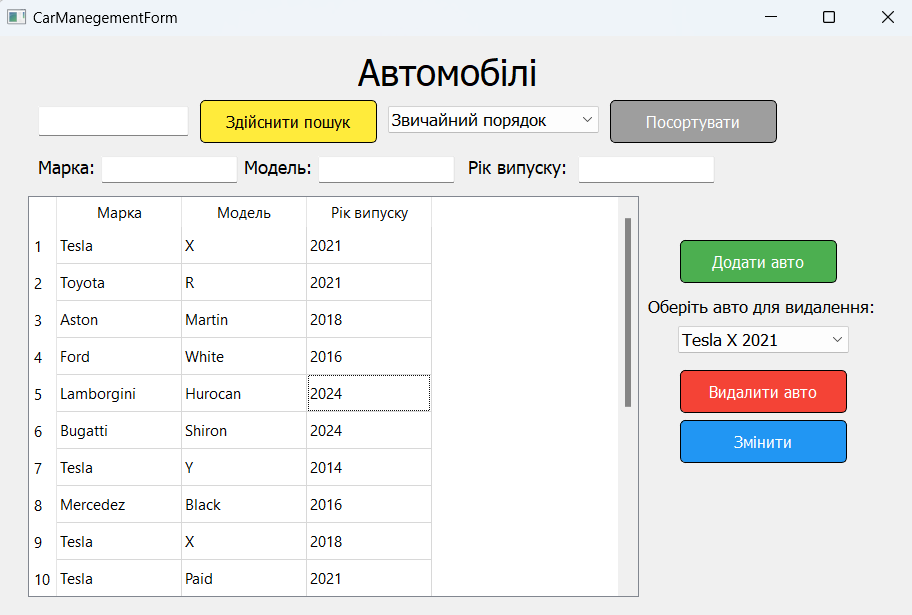 CarManegementForm
Автомобілі
Здійснити пошук Звичайний порядок Посортувати
Марка: Модель: Рік випуску:
Марка Модель Рік випуску
1 Tesla X 2021
2 Toyota R 2021
3 Aston Martin 2018
4 Ford White 2016
5 Lamborgini Hurocan 2024
6 Bugatti Shiron 2024
7 Tesla Y 2014
8 Mercedez Black 2016
9 Tesla X 2018
10 Tesla Paid 2021
Додати авто
Оберіть авто для видалення:
Tesla X 2021
Видалити авто
Змінити